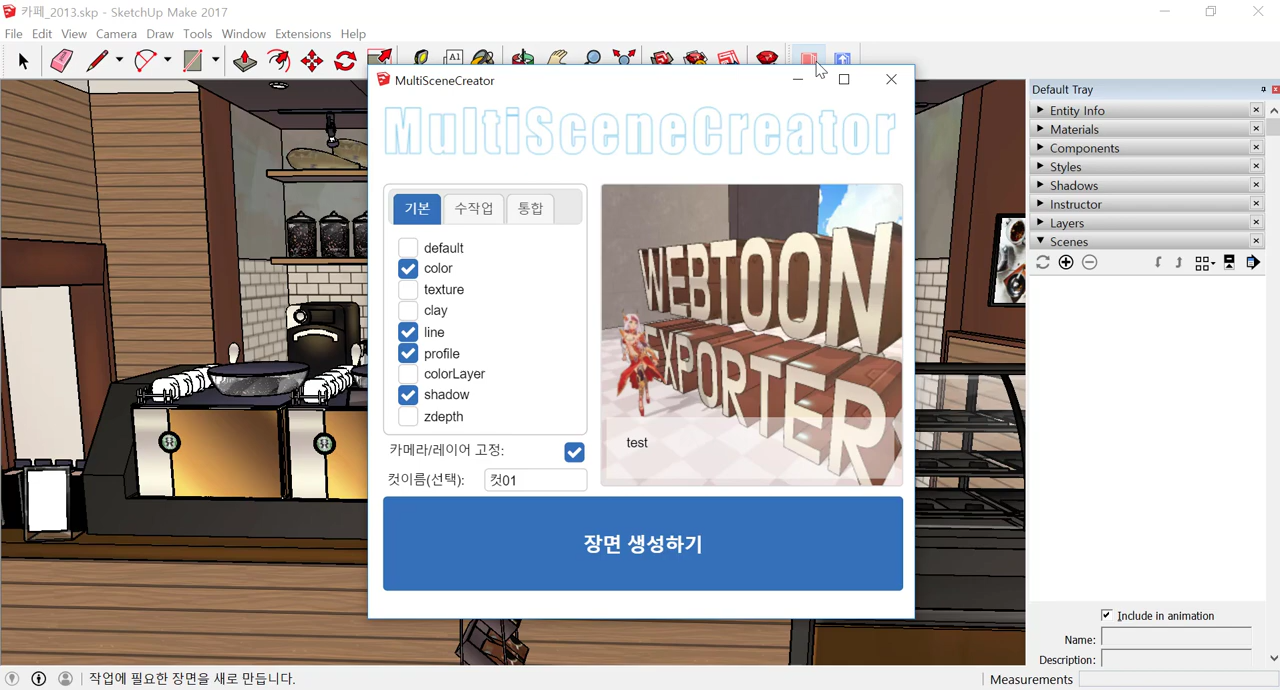 카페_2013.skp - SketchUp Make 2017
File Edit View Camera Draw Tools Window Extensions Help
A1
MultiSceneCreator
MultiSceneCreator
기본 수작업 통합
default
color
texture
clay
line
profile
colorLayer
shadow
zdepth
카메라/레이어 고정:
컷이름(선택): 컷01
WEBTOON
EXPORTER
test
장면 생성하기
Default Tray
Entity Info
Materials
Components
Styles
Shadows
Instructor
Layers
Scenes
Include in animation
Name:
Description:
작업에 필요한 장면을 새로 만듭니다.
Measurements